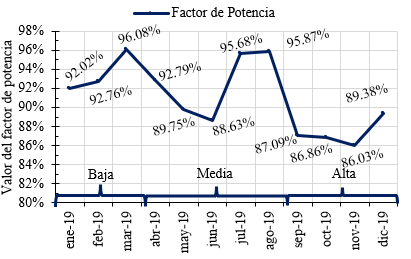 Factor de Potencia
Valor del factor de potencia
98%
96%
94%
92%
90%
88%
86%
84%
82%
80%
92.02%
92.76%
96.08%
92.79%
89.75%
88.63%
95.68%
95.87%
87.09%
86.86%
86.03%
89.38%
Baja
Media
Alta
ene-19
feb-19
mar-19
abr-19
may-19
jun-19
jul-19
ago-19
sep-19
oct-19
nov-19
dic-19